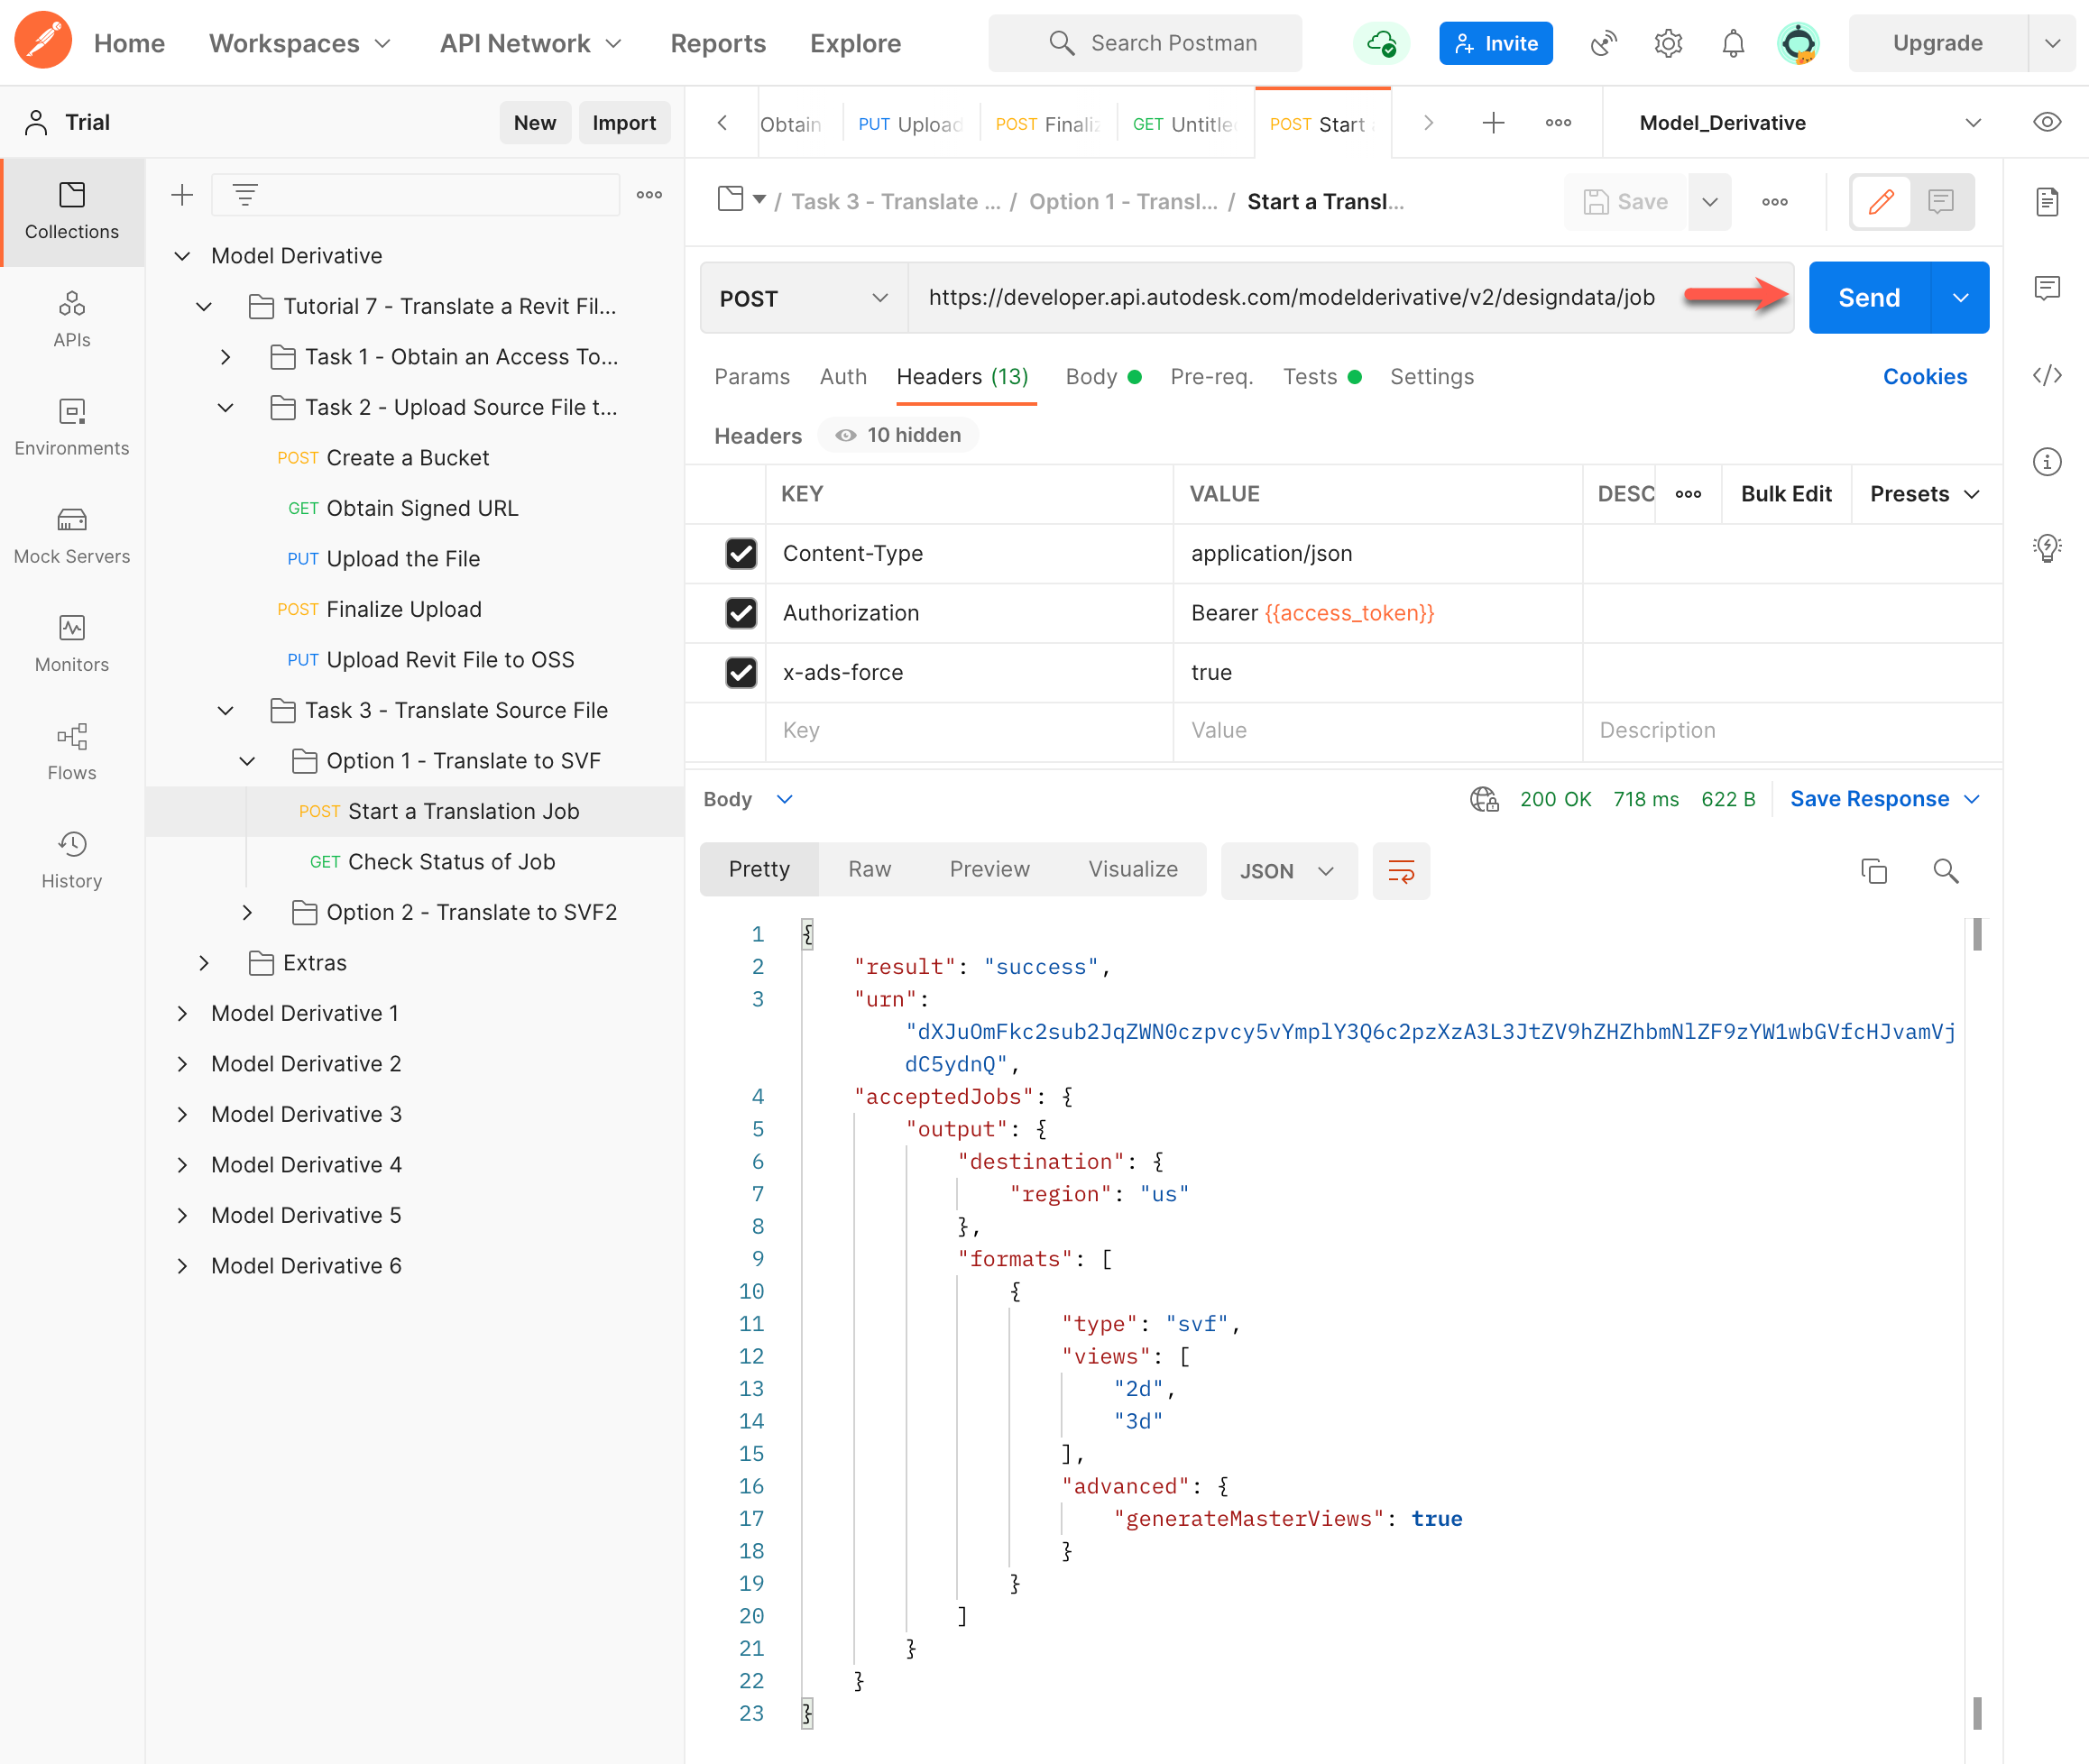 Home Workspaces API Network Reports Explore Search Postman Invite Upgrade
Trial New Import
Obtain PUT Upload POST Finali GET Untitle POST Start Model_Derivative
Collections
APIs
Environments
Mock Servers
Monitors
Flows
History
Model Derivative
Tutorial 7 - Translate a Revit Fil...
Task 1 - Obtain an Access To...
Task 2 - Upload Source File t...
POST Create a Bucket
GET Obtain Signed URL
PUT Upload the File
POST Finalize Upload
PUT Upload Revit File to OSS
Task 3 - Translate Source File
Option 1 - Translate to SVF
POST Start a Translation Job
GET Check Status of Job
Option 2 - Translate to SVF2
Extras
Model Derivative 1
Model Derivative 2
Model Derivative 3
Model Derivative 4
Model Derivative 5
Model Derivative 6
/ Task 3 - Translate ... / Option 1 - Transl... / Start a Transl... Save
POST https://developer.api.autodesk.com/modelderivative/v2/designdata/job Send
Params Auth Headers (13) Body Pre-req. Tests Settings Cookies
Headers 10 hidden
KEY VALUE DESC Bulk Edit Presets
Content-Type application/json
Authorization Bearer {{access_token}}
x-ads-force true
Key Value Description
Body 200 OK 718 ms 622 B Save Response
Pretty Raw Preview Visualize JSON
1 {
2 "result": "success",
3 "urn":
"dXJuOmFkc2sub2JqZWN0czpvcy5vYmplY3Q6c2pzXzA3L3JtZV9hZHZhbmNlZF9zYW1wbGVfcHJvamVj
dC5ydnQ",
4 "acceptedJobs": {
5 "output": {
6 "destination": {
7 "region": "us"
8 },
9 "formats": [
10 {
11 "type": "svf",
12 "views": [
13 "2d",
14 "3d"
15 ],
16 "advanced": {
17 "generateMasterViews": true
18 }
19 }
20 ]
21 }
22 }
23 }